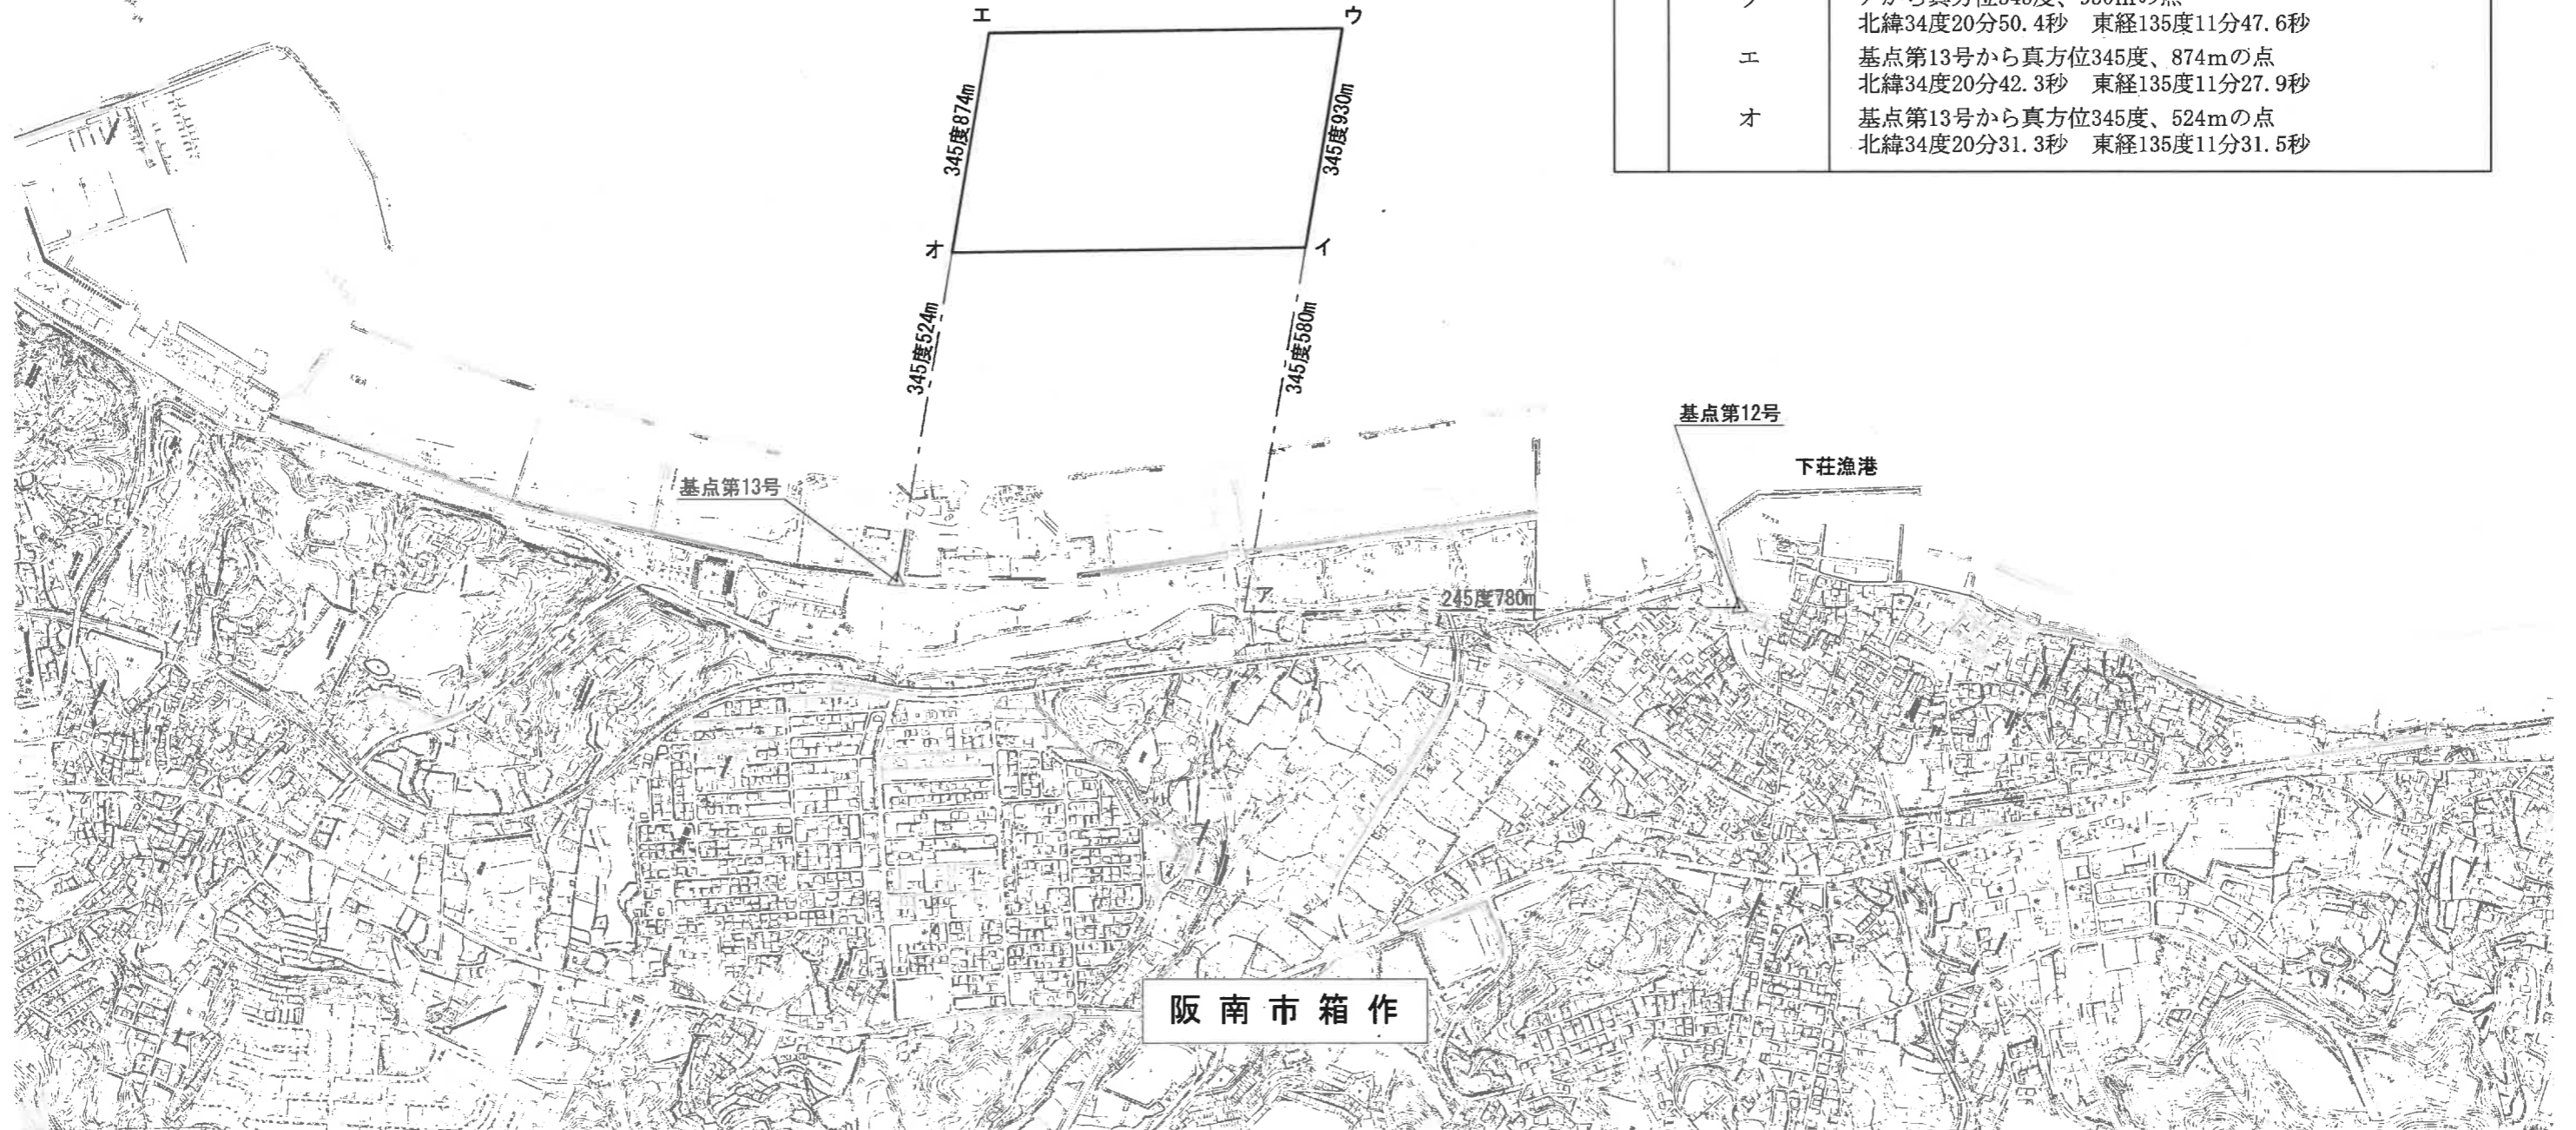 エ
ウ
345度874m
345度930m
オ
イ
345度524m
345度580m
基点第13号
基点第12号
下荘漁港
ア
245度780m
阪南市箱作
北緯34度20分50.4秒 東経135度11分47.6秒
エ 基点第13号から真方位345度、874mの点
北緯34度20分42.3秒 東経135度11分27.9秒
オ 基点第13号から真方位345度、524mの点
北緯34度20分31.3秒 東経135度11分31.5秒